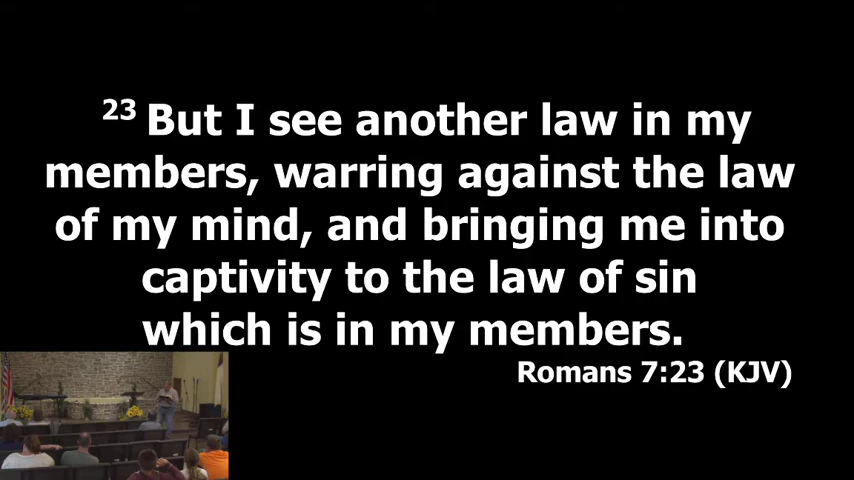 23 But I see another law in my
members, warring against the law
of my mind, and bringing me into
captivity to the law of sin
which is in my members.
Romans 7:23 (KJV)